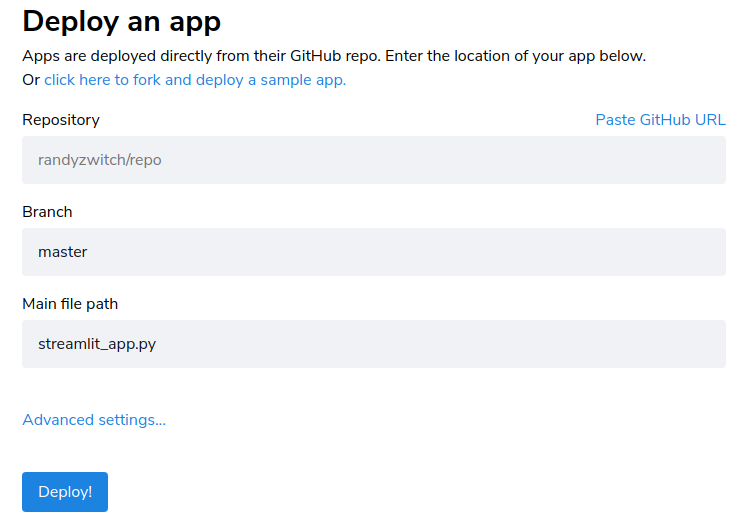 Deploy an app
Apps are deployed directly from their GitHub repo. Enter the location of your app below.
Or click here to fork and deploy a sample app.
Repository
Paste GitHub URL
randyzwitch/repo
Branch
master
Main file path
streamlit_app.py
Advanced settings...
Deploy!